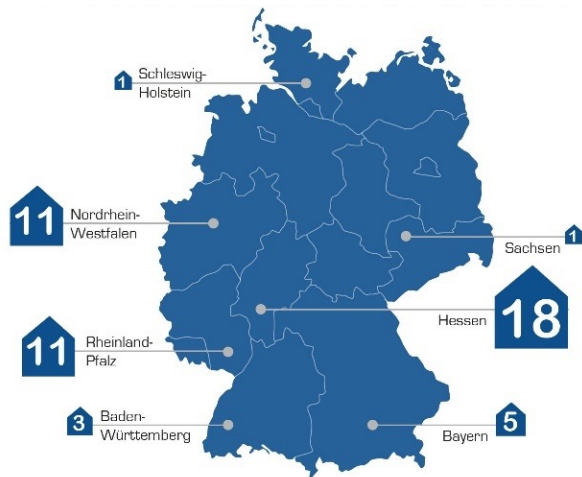 1
Schleswig-
Holstein
11
Nordrhein-
Westfalen
Sachsen
1
Hessen
18
11
Rheinland-
Pfalz
3
Baden-
Württemberg
Bayern
5